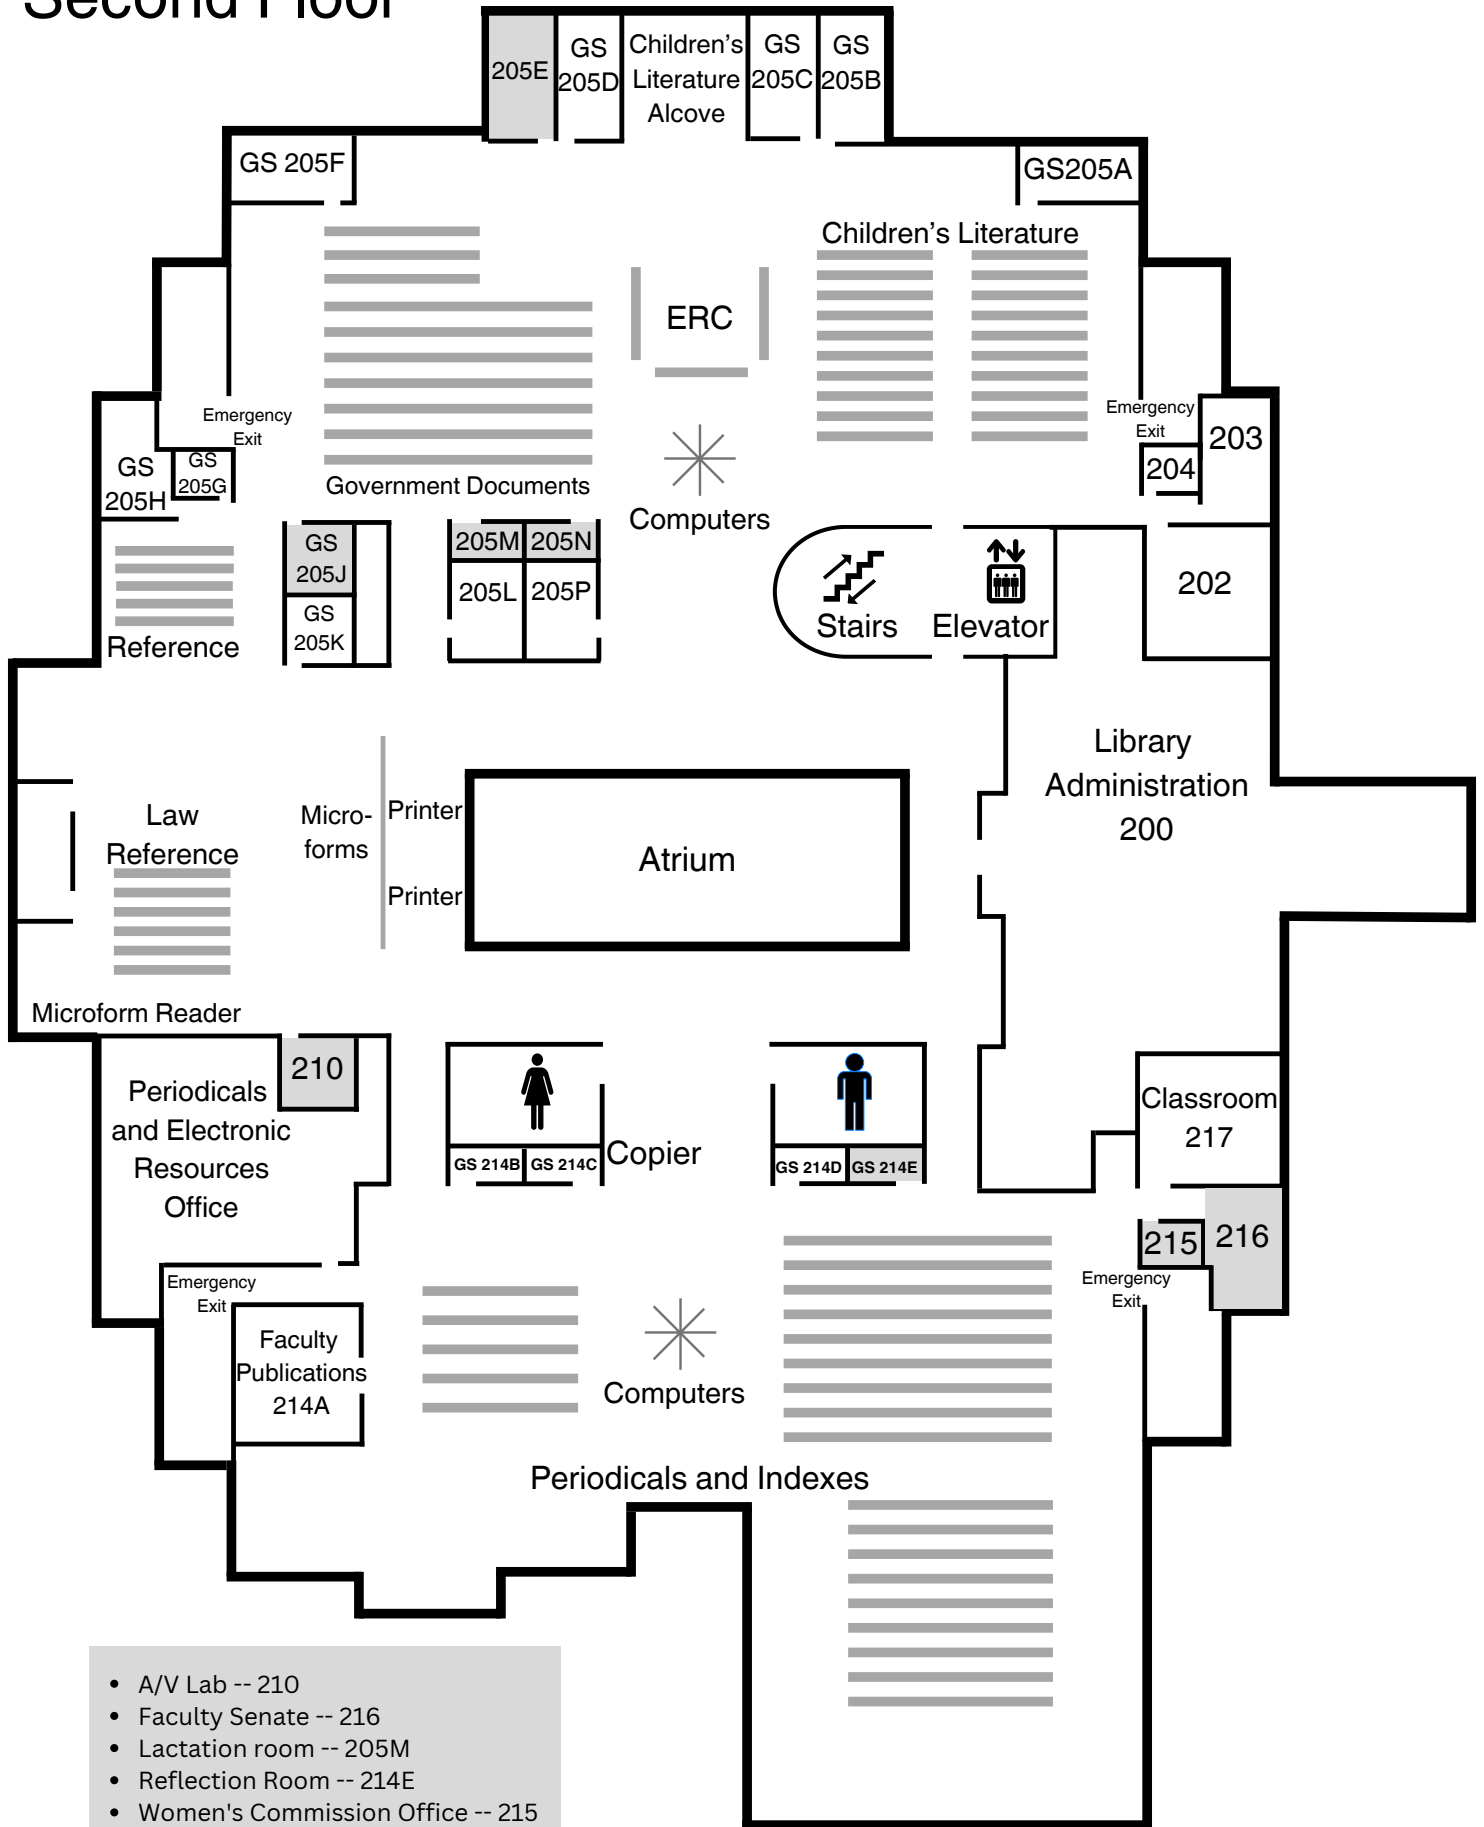 Second Floor
205E
GS
205D
Children's
Literature
Alcove
GS
205C
GS
205B
GS 205F
GS205A
Children's Literature
ERC
Emergency
Exit
Emergency
Exit
203
204
GS
205H
GS
205G
Government Documents
Computers
GS
205J
GS
205K
205M
205N
205L
205P
202
Stairs
Elevator
Reference
Library
Administration
200
Law
Reference
Micro-
forms
Printer
Printer
Atrium
Microform Reader
210
Periodicals
and Electronic
Resources
Office
Copier
GS 214B
GS 214C
GS 214D
GS 214E
Classroom
217
215
216
Emergency
Exit
Emergency
Exit
Faculty
Publications
214A
Computers
Periodicals and Indexes
• A/V Lab -- 210
• Faculty Senate -- 216
• Lactation room -- 205M
• Reflection Room -- 214E
• Women's Commission Office -- 215